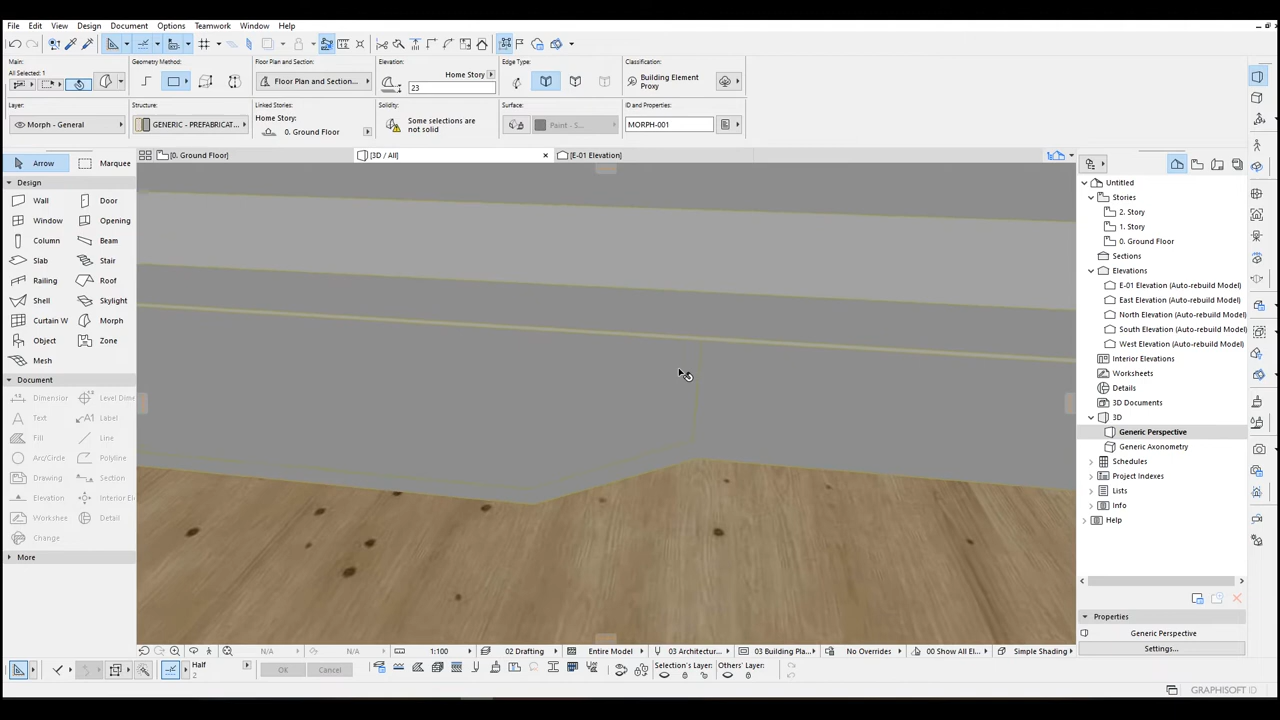 File Edit View Design Document Options Teamwork Window Help
Main:
All Selected: 1
Geometry Method:
Floor Plan and Section:
Floor Plan and Section...
Elevation:
Home Story
23
Edge Type:
Classification:
Building Element
Proxy
Layer:
Morph - General
Structure:
GENERIC - PREFABRICAT...
Linked Stories:
Home Story:
0. Ground Floor
Solidity:
Some selections are
not solid
Surface:
Paint - S...
ID and Properties:
MORPH-001
[0. Ground Floor]
[3D / All]
[E-01 Elevation]
Arrow Marquee
Design
Wall Door
Window Opening
Column Beam
Slab Stair
Railing Roof
Shell Skylight
Curtain W Morph
Object Zone
Mesh
Document
Dimension Level Dime
Text Label
Fill Line
Arc/Circle Polyline
Drawing Section
Elevation Interior E
Workshee Detail
Change
More
Untitled
Stories
2. Story
1. Story
0. Ground Floor
Sections
Elevations
E-01 Elevation (Auto-rebuild Model)
East Elevation (Auto-rebuild Model)
North Elevation (Auto-rebuild Model)
South Elevation (Auto-rebuild Model)
West Elevation (Auto-rebuild Model)
Interior Elevations
Worksheets
Details
3D Documents
3D
Generic Perspective
Generic Axonometry
Schedules
Project Indexes
Lists
Info
Help
Properties
Generic Perspective
Settings...
N/A N/A 1:100 02 Drafting Entire Model 03 Architectur... 03 Building Pla... No Overrides 00 Show All El... Simple Shading
Half
2
OK Cancel
Selection's Layer: Others' Layer:
GRAPHISOFT ID